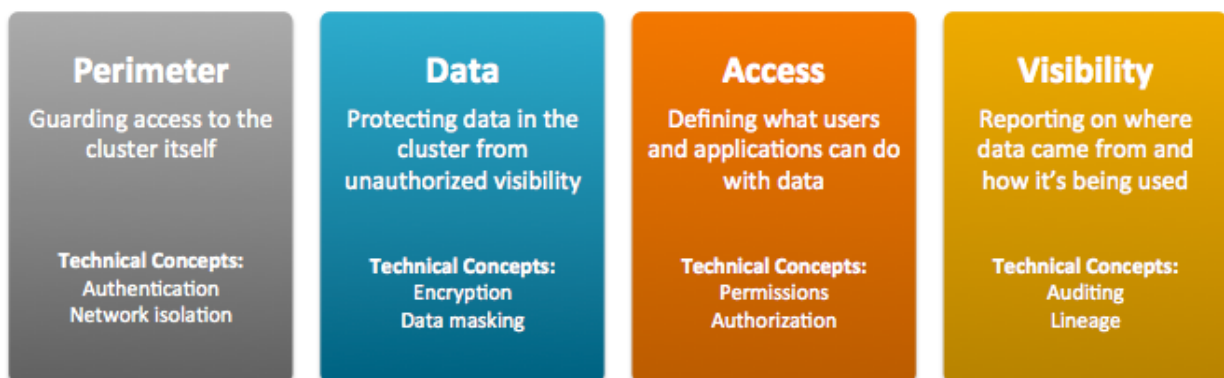 Perimeter
Guarding access to the
cluster itself
Technical Concepts:
Authentication
Network isolation
Data
Protecting data in the
cluster from
unauthorized visibility
Technical Concepts:
Encryption
Data masking
Access
Defining what users
and applications can do
with data
Technical Concepts:
Permissions
Authorization
Visibility
Reporting on where
data came from and
how it’s being used
Technical Concepts:
Auditing
Lineage